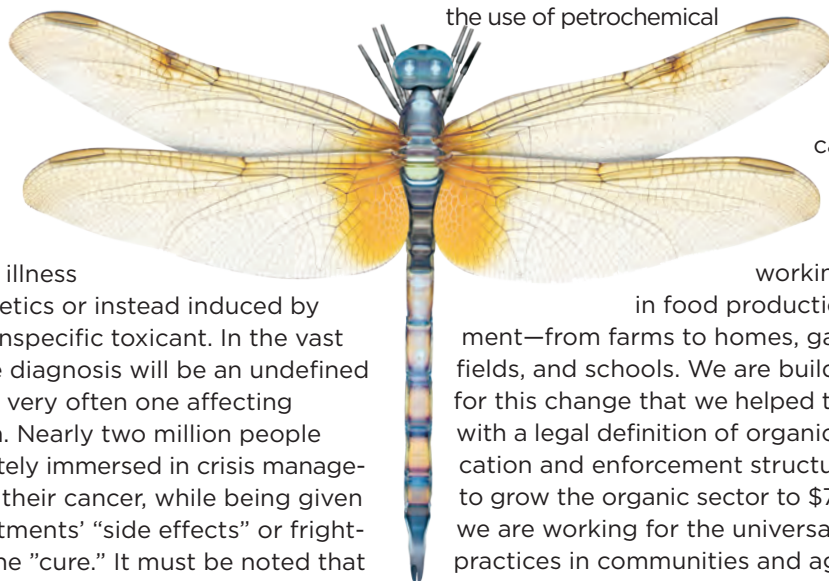 illness
etics or instead induced by
nspecific toxicant. In the vast
e diagnosis will be an undefined
very often one affecting
n. Nearly two million people
tely immersed in crisis manage-
their cancer, while being given
tments’ “side effects” or fright-
ne ”cure.” It must be noted that
the use of petrochemical
ca
workin
in food productio
ment—from farms to homes, ga
fields, and schools. We are build
for this change that we helped t
with a legal definition of organic
cation and enforcement structu
to grow the organic sector to $7
we are working for the universa
practices in communities and ag